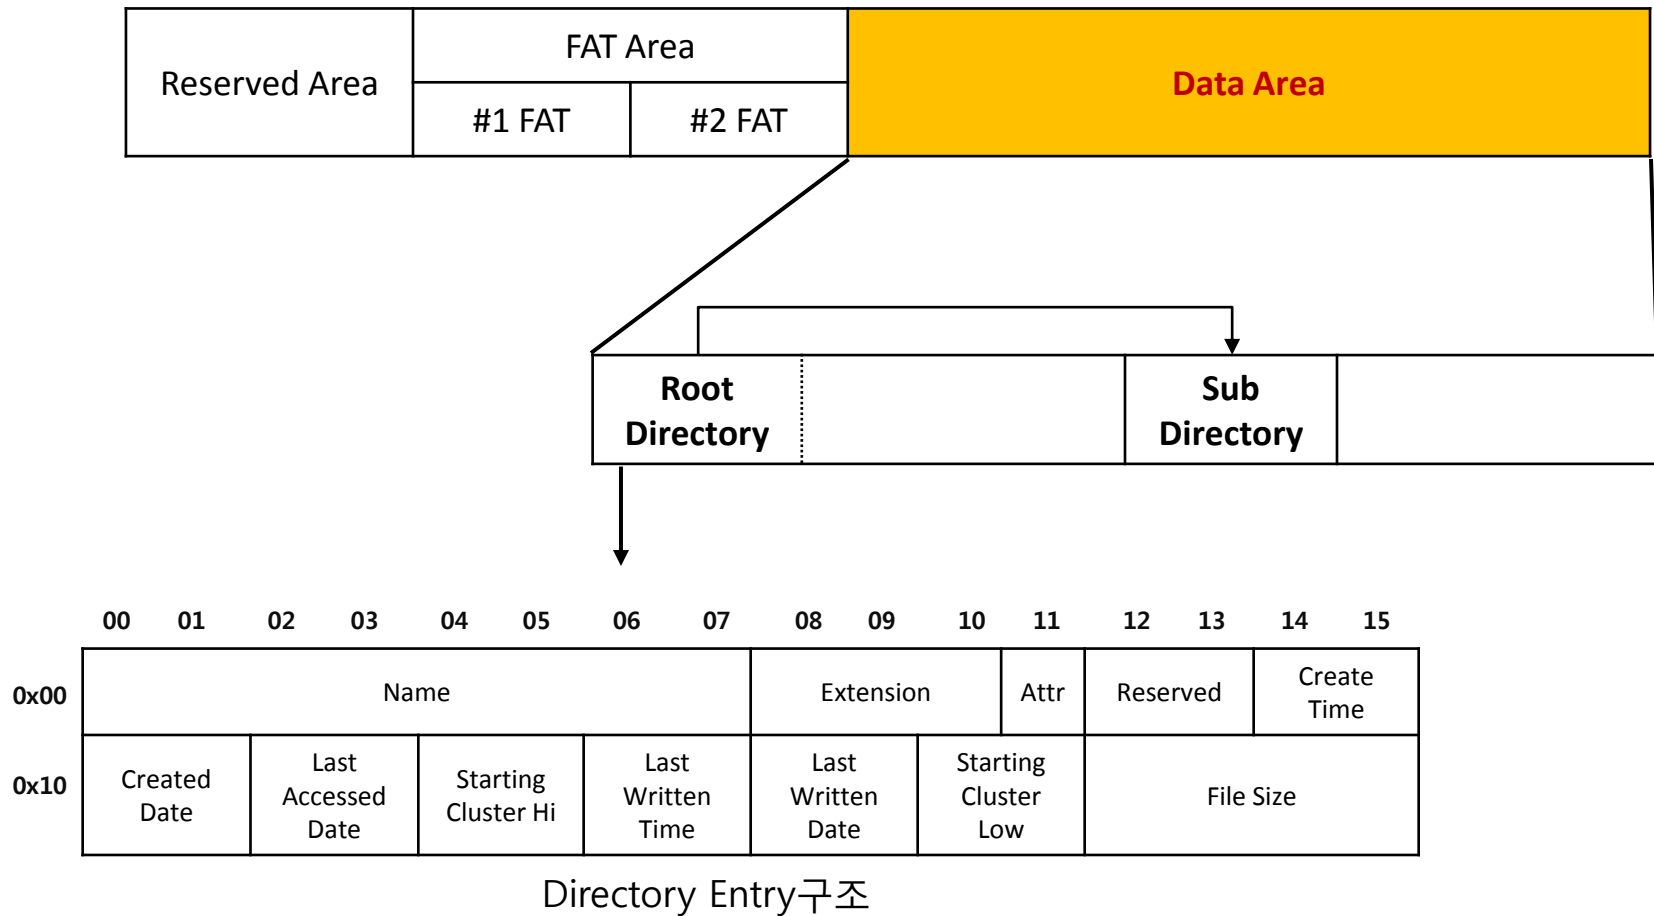 Reserved Area
FAT Area
#1 FAT
#2 FAT
Data Area
Root
Directory
Sub
Directory
00 01 02 03 04 05 06 07 08 09 10 11 12 13 14 15
0x00
Name
Extension
Attr
Reserved
Create
Time
0x10
Created
Date
Last
Accessed
Date
Starting
Cluster Hi
Last
Written
Time
Last
Written
Date
Starting
Cluster
Low
File Size
Directory Entry구조